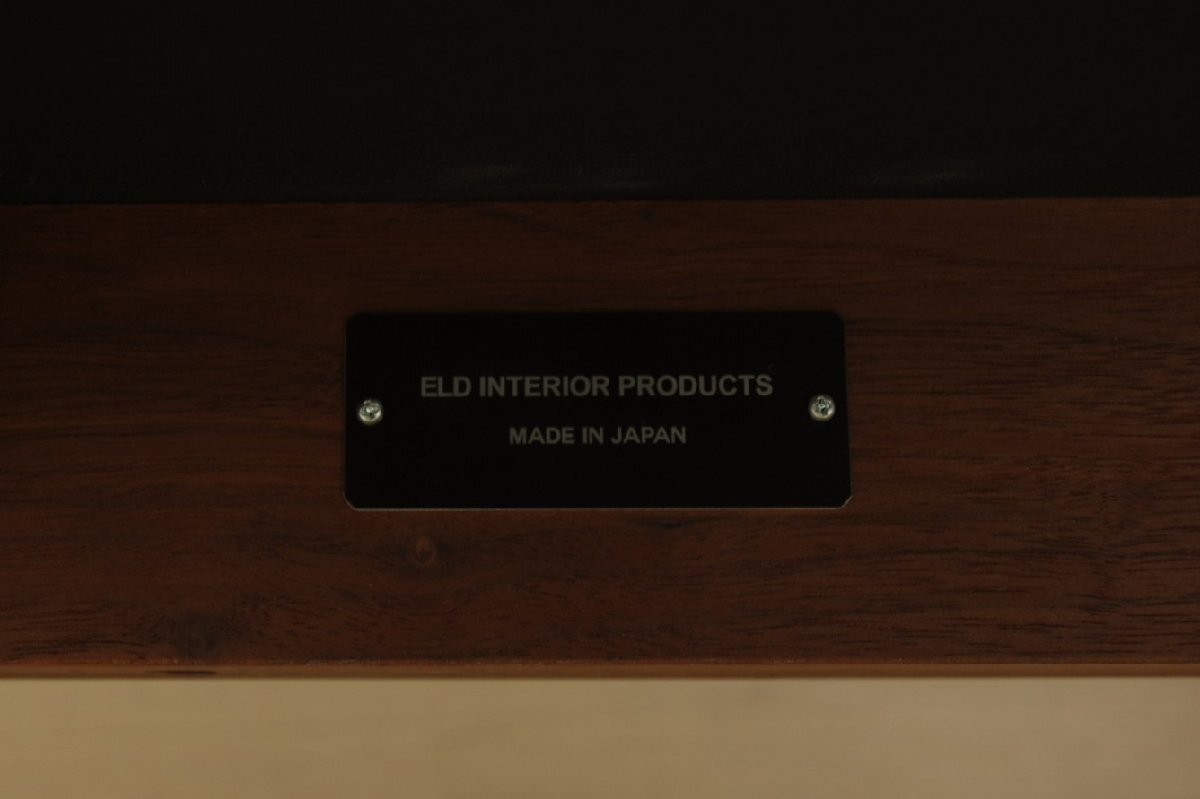 ELD INTERIOR PRODUCTS
MADE IN JAPAN